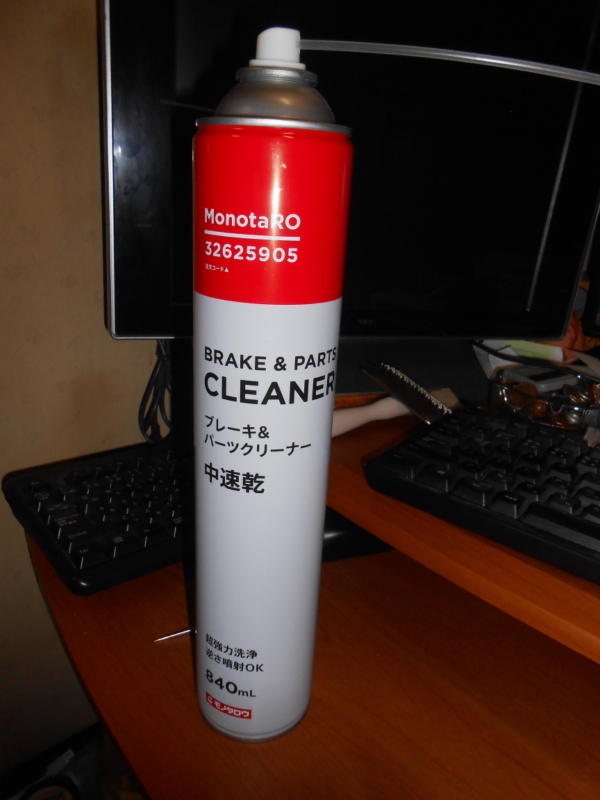 MonotaRO
32625905
注文コード▲
BRAKE & PARTS
CLEANER
ブレーキ&
パーツクリーナー
中速乾
超強力洗浄
逆さ噴射OK
840mL
モノタロウ